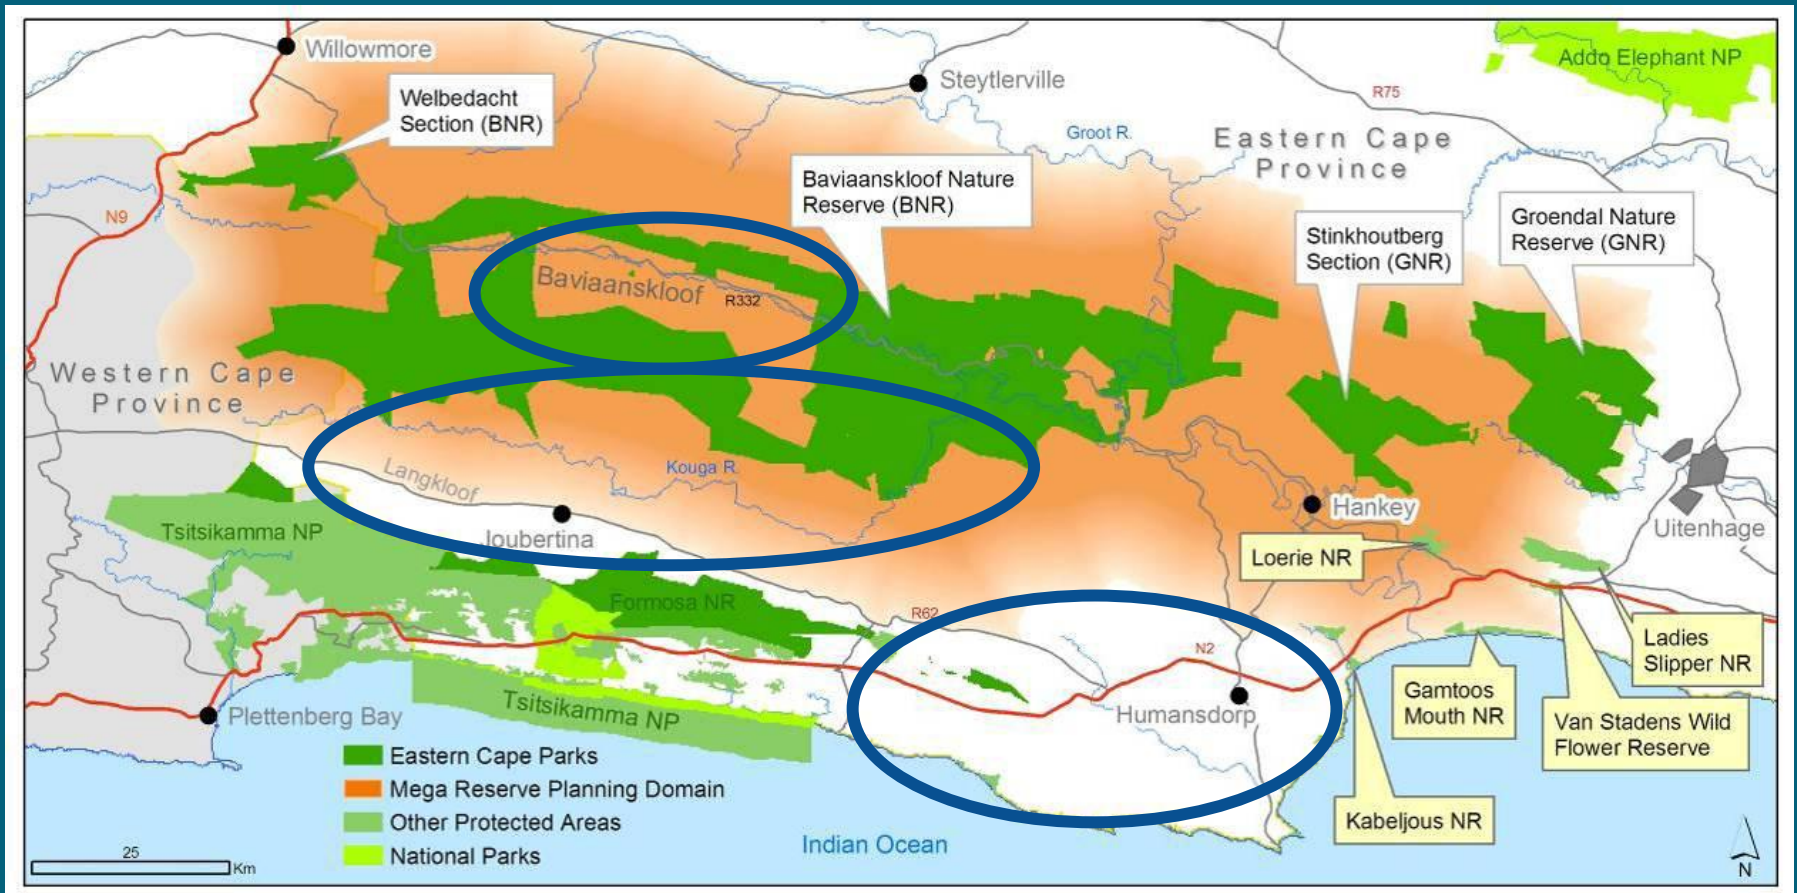 Willowmore
Steytlerville
Addo Elephant NP
R75
Welbedacht
Section (BNR)
Groot R.
Eastern Cape
Province
Baviaanskloof Nature
Reserve (BNR)
Groendal Nature
Reserve (GNR)
Stinkhoutberg
Section (GNR)
N9
Baviaanskloof
R332
Western Cape
Province
Langkloof
Kouga R.
Hankey
Uitenhage
Tsitsikamma NP
Joubertina
Loerie NR
Formosa NR
R62
N2
Ladies
Slipper NR
Gamtoos
Mouth NR
Van Stadens Wild
Flower Reserve
Plettenberg Bay
Tsitsikamma NP
Humansdorp
Kabeljous NR
Eastern Cape Parks
Mega Reserve Planning Domain
Other Protected Areas
National Parks
Indian Ocean
25
Km
N